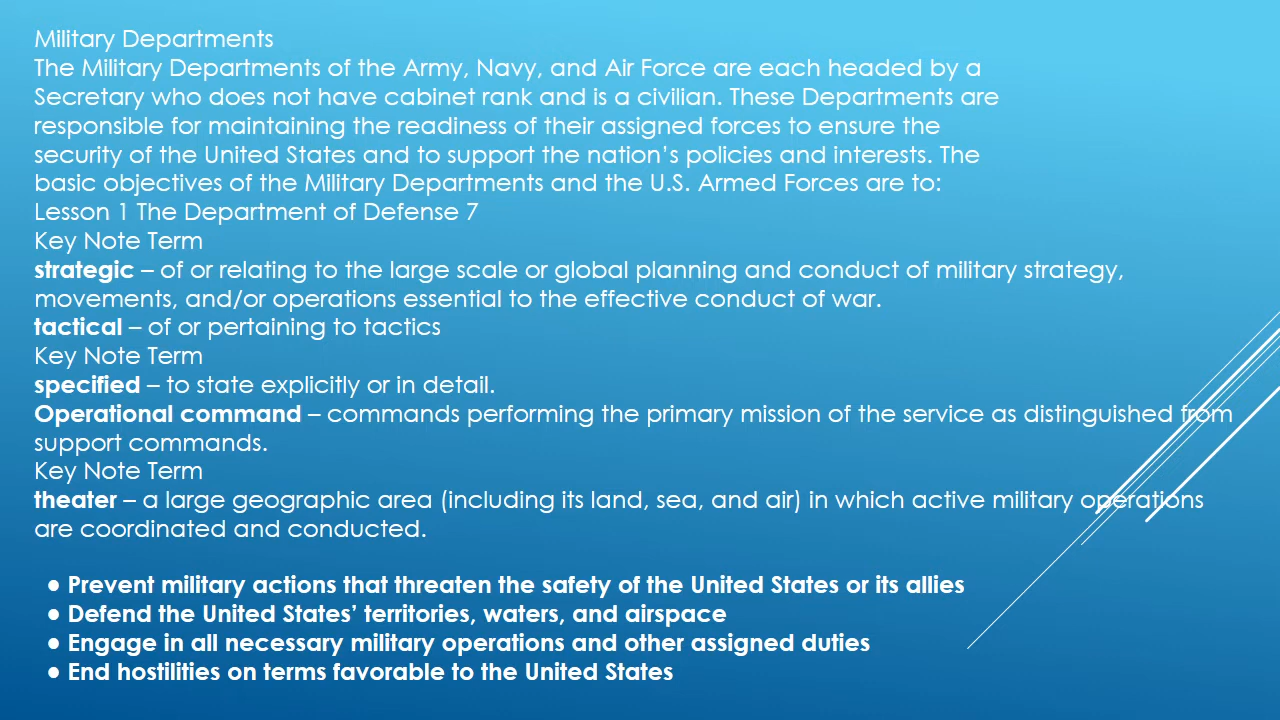 Military Departments
The Military Departments of the Army, Navy, and Air Force are each headed by a
Secretary who does not have cabinet rank and is a civilian. These Departments are
responsible for maintaining the readiness of their assigned forces to ensure the
security of the United States and to support the nation’s policies and interests. The
basic objectives of the Military Departments and the U.S. Armed Forces are to:
Lesson 1 The Department of Defense 7
Key Note Term
strategic – of or relating to the large scale or global planning and conduct of military strategy,
movements, and/or operations essential to the effective conduct of war.
tactical – of or pertaining to tactics
Key Note Term
specified – to state explicitly or in detail.
Operational command – commands performing the primary mission of the service as distinguished from
support commands.
Key Note Term
theater – a large geographic area (including its land, sea, and air) in which active military operations
are coordinated and conducted.
● Prevent military actions that threaten the safety of the United States or its allies
● Defend the United States’ territories, waters, and airspace
● Engage in all necessary military operations and other assigned duties
● End hostilities on terms favorable to the United States